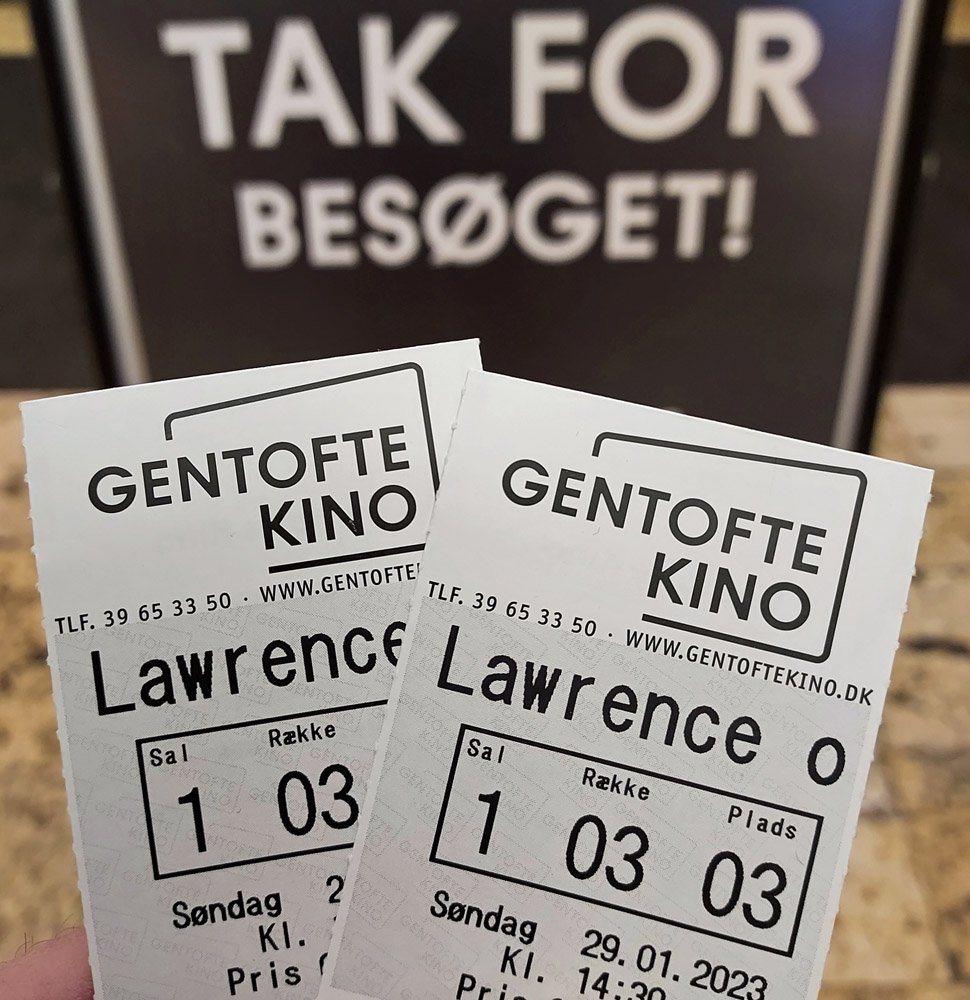 TAK FOR
BESØGET!
GENTOFTE
KINO
TLF. 39 65 33 50 · WWW.GENTOFTE
Lawrence
Sal Række
1 03
Søndag 2
Kl.
Pris
GENTOFTE
KINO
TLF. 39 65 33 50 · WWW.GENTOFTEKINO.DK
Lawrence o
Sal Række Plads
1 03 03
Søndag 29.01.2023
Kl. 14:30
Pris